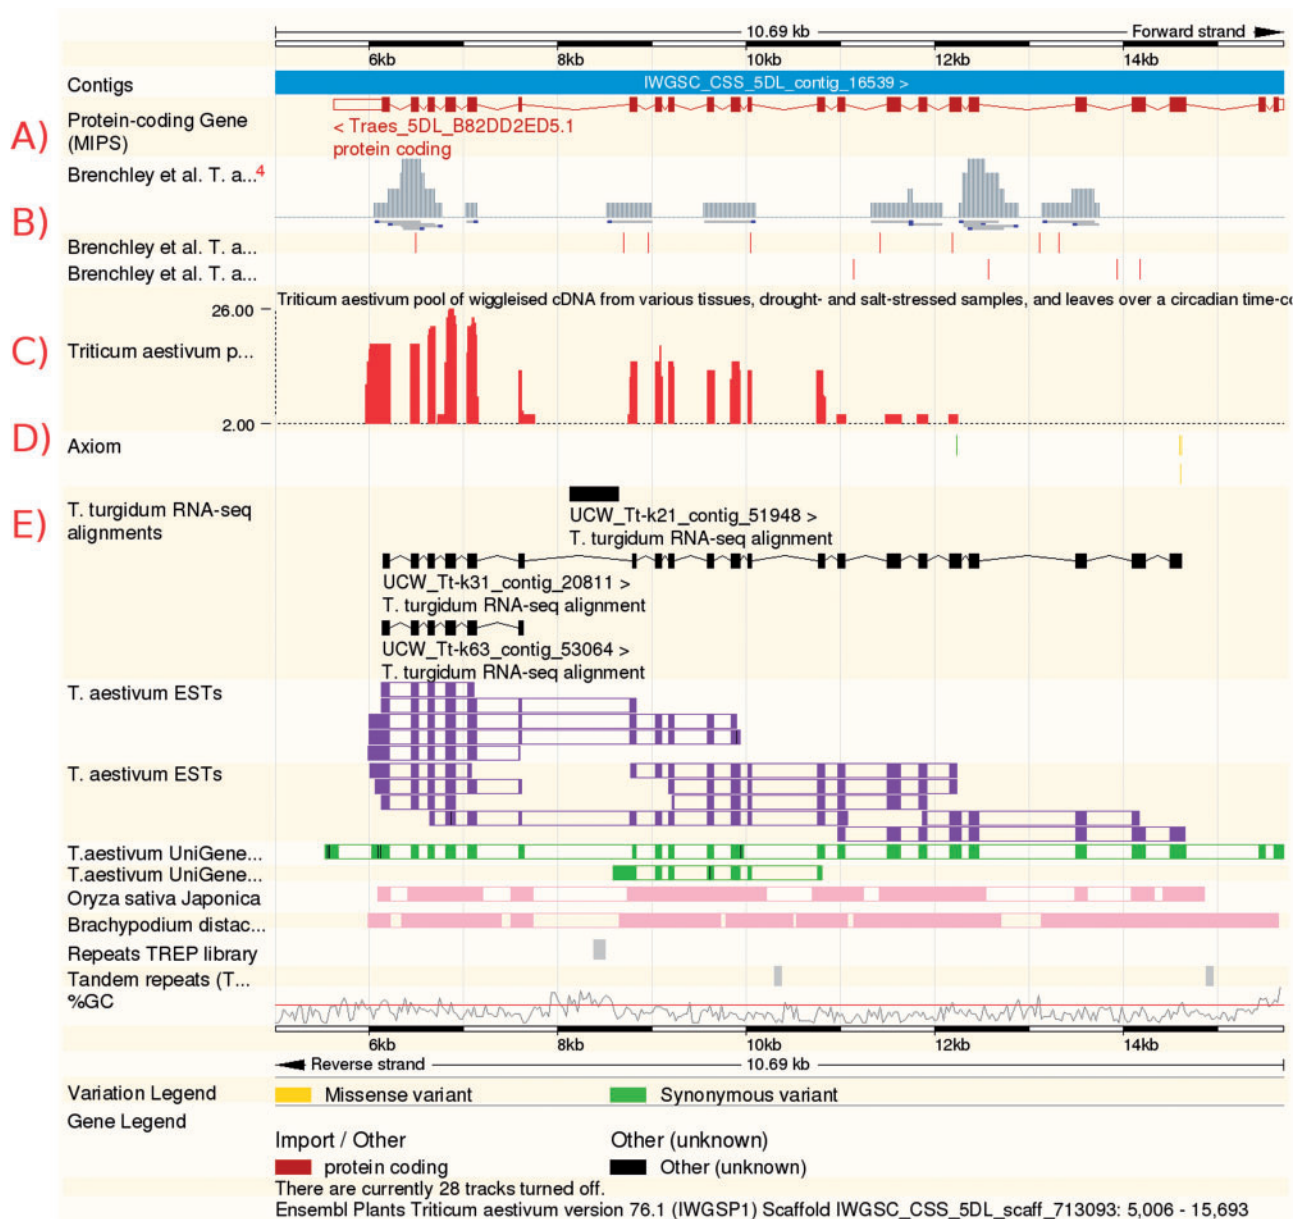 10.69 kb Forward strand
6kb 8kb 10kb 12kb 14kb
Contigs IWGSC_CSS_5DL_contig_16539 >
A) Protein-coding Gene
(MIPS)
< Traes_5DL_B82DD2ED5.1
protein coding
Brenchley et al. T. a...4
B)
Brenchley et al. T. a...
Brenchley et al. T. a...
Triticum aestivum pool of wiggleised cDNA from various tissues, drought- and salt-stressed samples, and leaves over a circadian time-co
26.00
C) Triticum aestivum p...
2.00
D) Axiom
E) T. turgidum RNA-seq
alignments
UCW_Tt-k21_contig_51948 >
T. turgidum RNA-seq alignment
UCW_Tt-k31_contig_20811 >
T. turgidum RNA-seq alignment
UCW_Tt-k63_contig_53064 >
T. turgidum RNA-seq alignment
T. aestivum ESTs
T. aestivum ESTs
T.aestivum UniGene...
T.aestivum UniGene...
Oryza sativa Japonica
Brachypodium distac...
Repeats TREP library
Tandem repeats (T...
%GC
6kb 8kb 10kb 12kb 14kb
Reverse strand 10.69 kb
Variation Legend Missense variant Synonymous variant
Gene Legend
Import / Other Other (unknown)
protein coding Other (unknown)
There are currently 28 tracks turned off.
Ensembl Plants Triticum aestivum version 76.1 (IWGSP1) Scaffold IWGSC_CSS_5DL_scaff_713093: 5,006 - 15,693